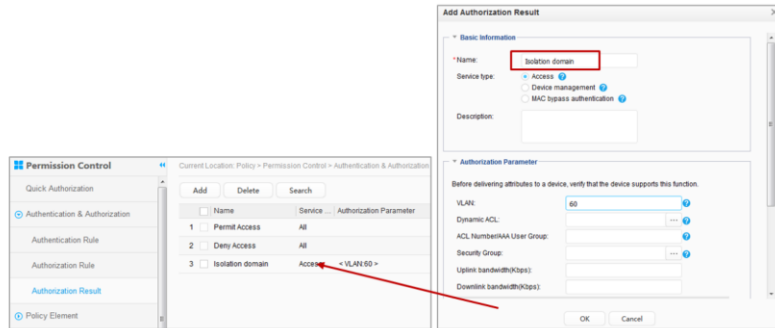 Add Authorization Result
Basic Information
*Name: Isolation domain
Service type: Access
Device management
MAC bypass authentication
Description:
Authorization Parameter
Before delivering attributes to a device, verify that the device supports this function.
VLAN: 60
Dynamic ACL:
ACL Number/AAA User Group:
Security Group:
Uplink bandwidth(Kbps):
Downlink bandwidth(Kbps):
OK Cancel
Permission Control
Quick Authorization
Authentication & Authorization
Authentication Rule
Authorization Rule
Authorization Result
Policy Element
Current Location: Policy > Permission Control > Authentication & Authorization
Add Delete Search
Name Service ... Authorization Parameter
1 Permit Access All
2 Deny Access All
3 Isolation domain Access < VLAN:60 >